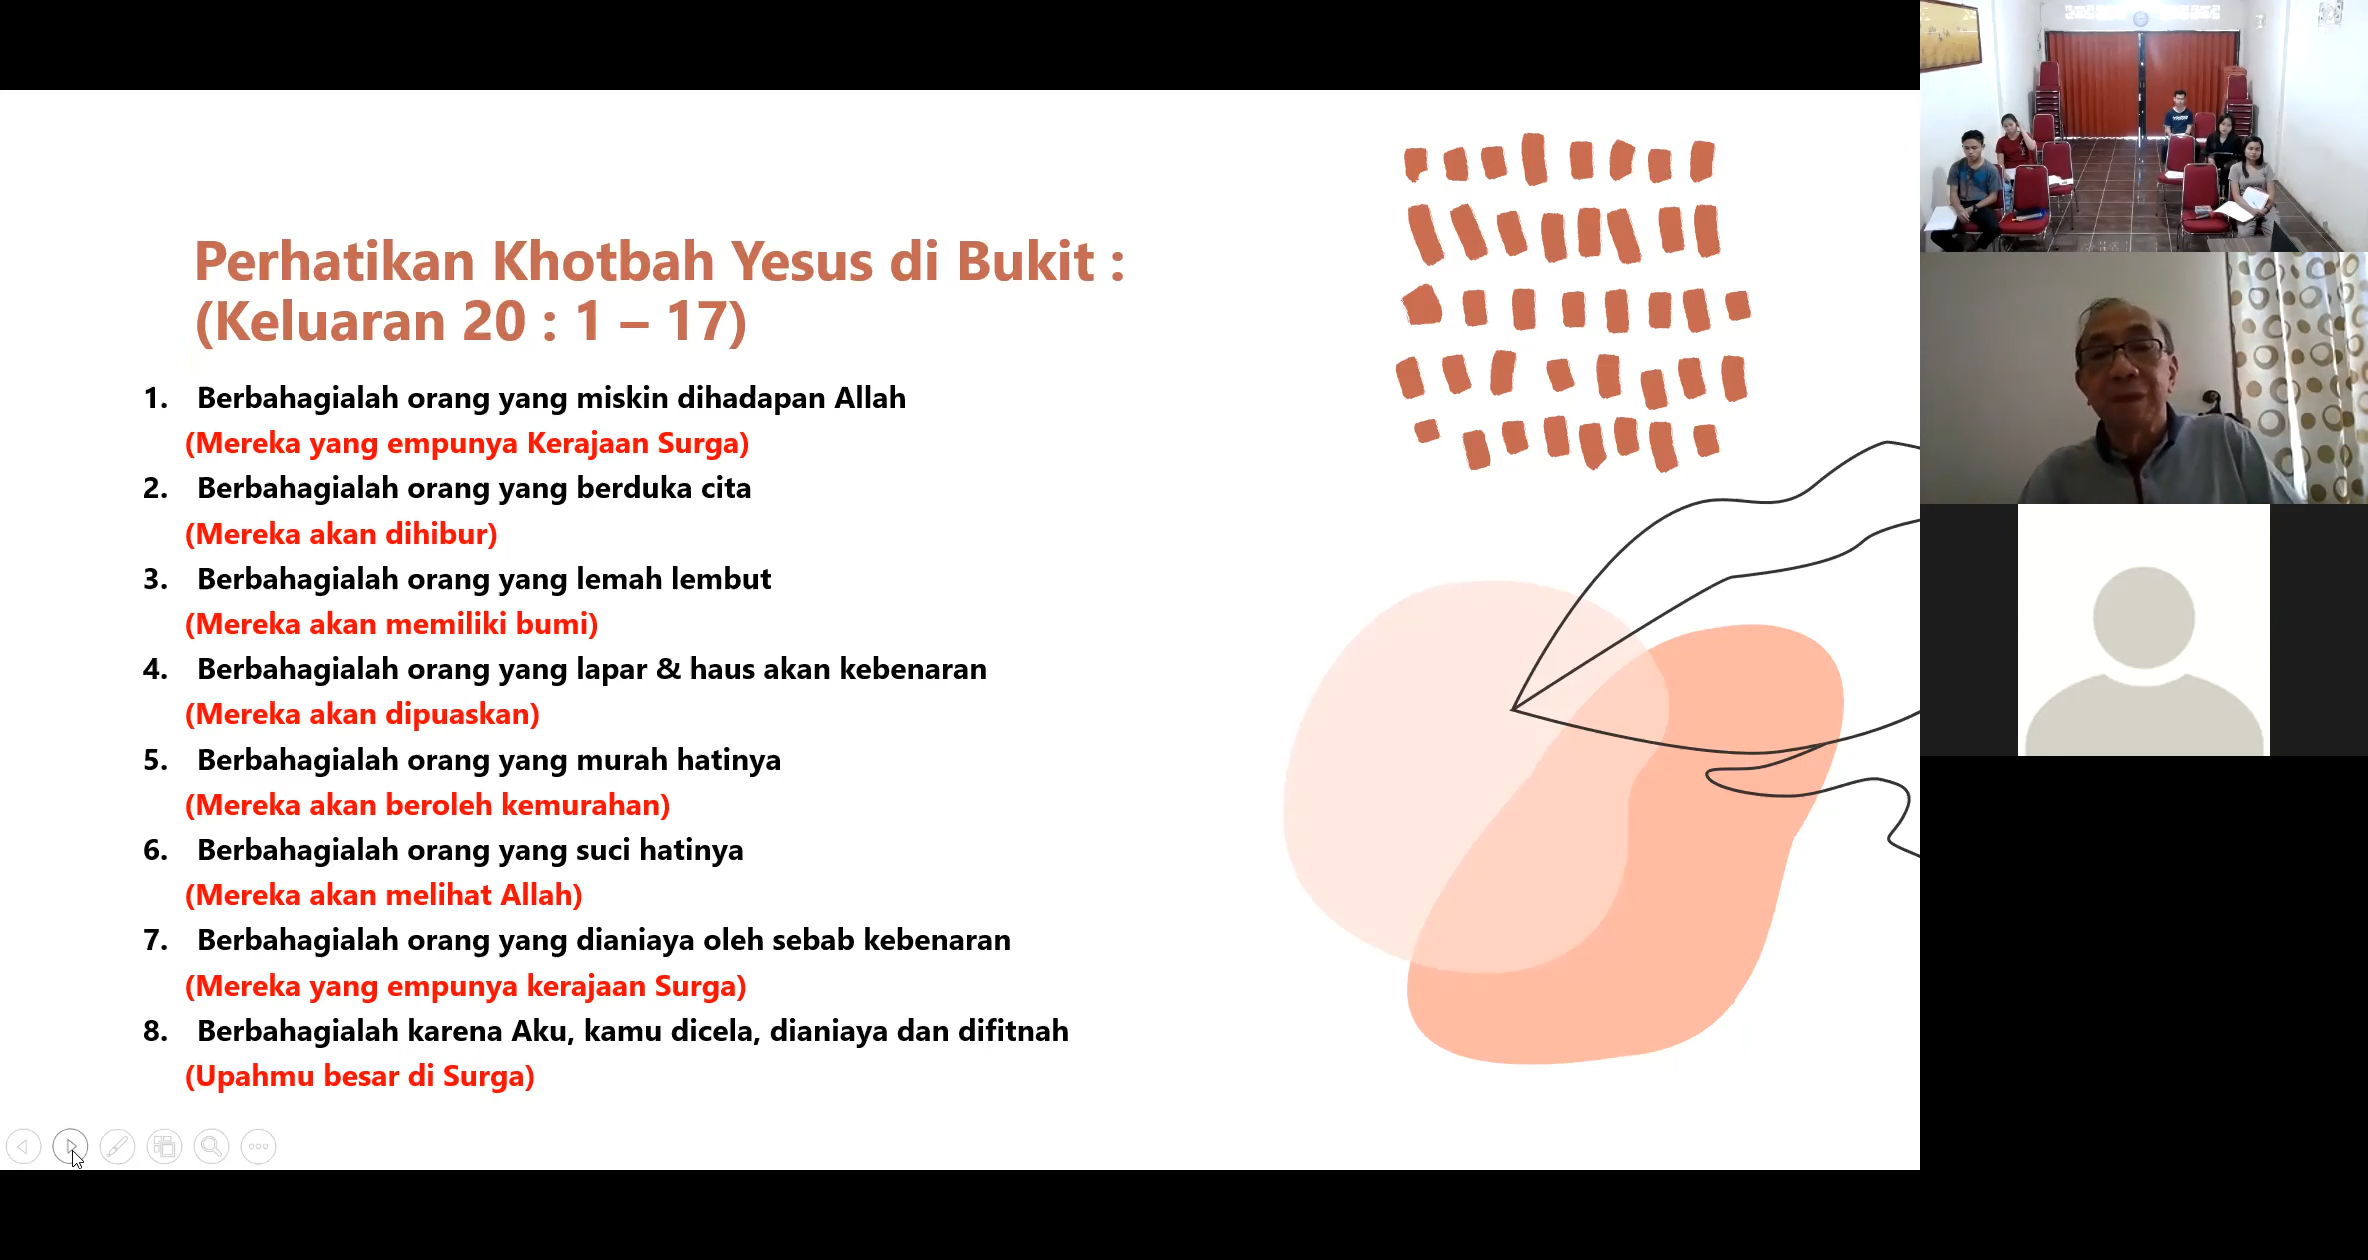 Perhatikan Khotbah Yesus di Bukit :
(Keluaran 20 : 1 – 17)
1. Berbahagialah orang yang miskin dihadapan Allah
(Mereka yang empunya Kerajaan Surga)
2. Berbahagialah orang yang berduka cita
(Mereka akan dihibur)
3. Berbahagialah orang yang lemah lembut
(Mereka akan memiliki bumi)
4. Berbahagialah orang yang lapar & haus akan kebenaran
(Mereka akan dipuaskan)
5. Berbahagialah orang yang murah hatinya
(Mereka akan beroleh kemurahan)
6. Berbahagialah orang yang suci hatinya
(Mereka akan melihat Allah)
7. Berbahagialah orang yang dianiaya oleh sebab kebenaran
(Mereka yang empunya kerajaan Surga)
8. Berbahagialah karena Aku, kamu dicela, dianiaya dan difitnah
(Upahmu besar di Surga)